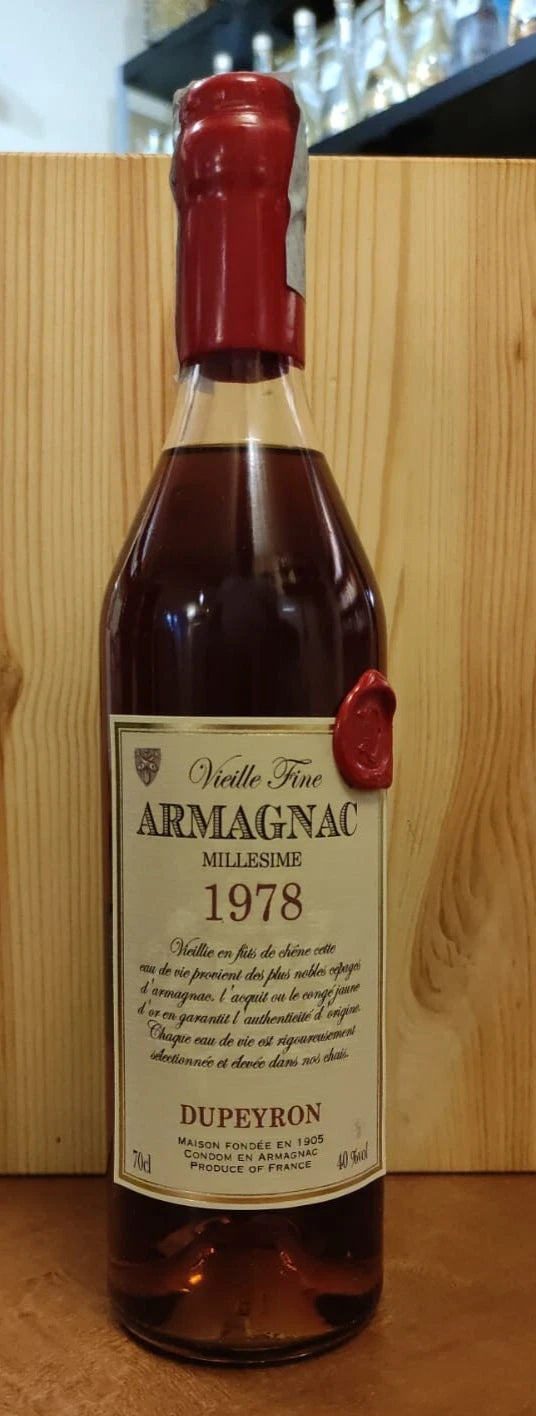 Vieille Fine
ARMAGNAC
MILLESIME
1978
Vieillie en fûts de chêne cette
eau de vie provient des plus nobles cépages
d'armagnac. l'acquit ou le congé jaune
d'or en garantit l'authenticité d'origine.
Chaque eau de vie est rigoureusement
sélectionnée et élevée dans nos chais.
DUPEYRON
MAISON FONDÉE EN 1905
CONDOM EN ARMAGNAC
PRODUCE OF FRANCE
70cl
40 %vol